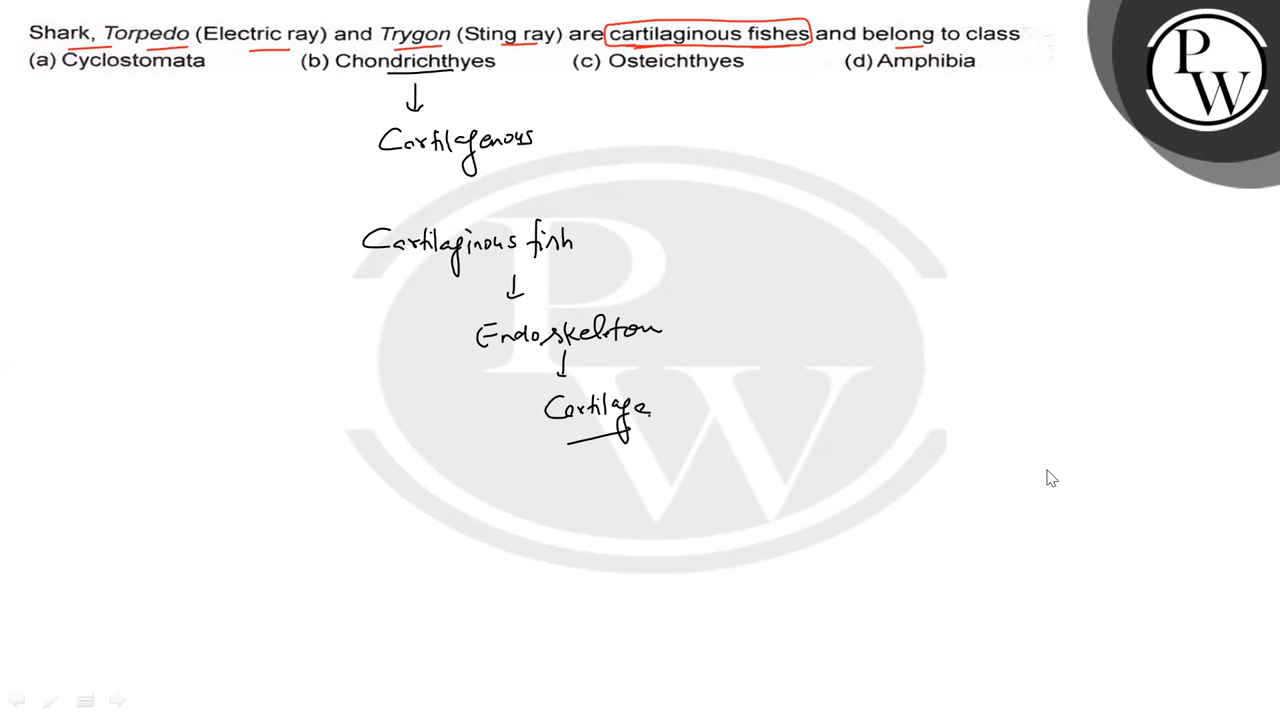 Shark, Torpedo (Electric ray) and Trygon (Sting ray) are cartilaginous fishes and belong to class
(a) Cyclostomata (b) Chondrichthyes (c) Osteichthyes (d) Amphibia
Cartilagenous
Cartilaginous fish
Endoskeleton
Cartilage
P
W
P
W